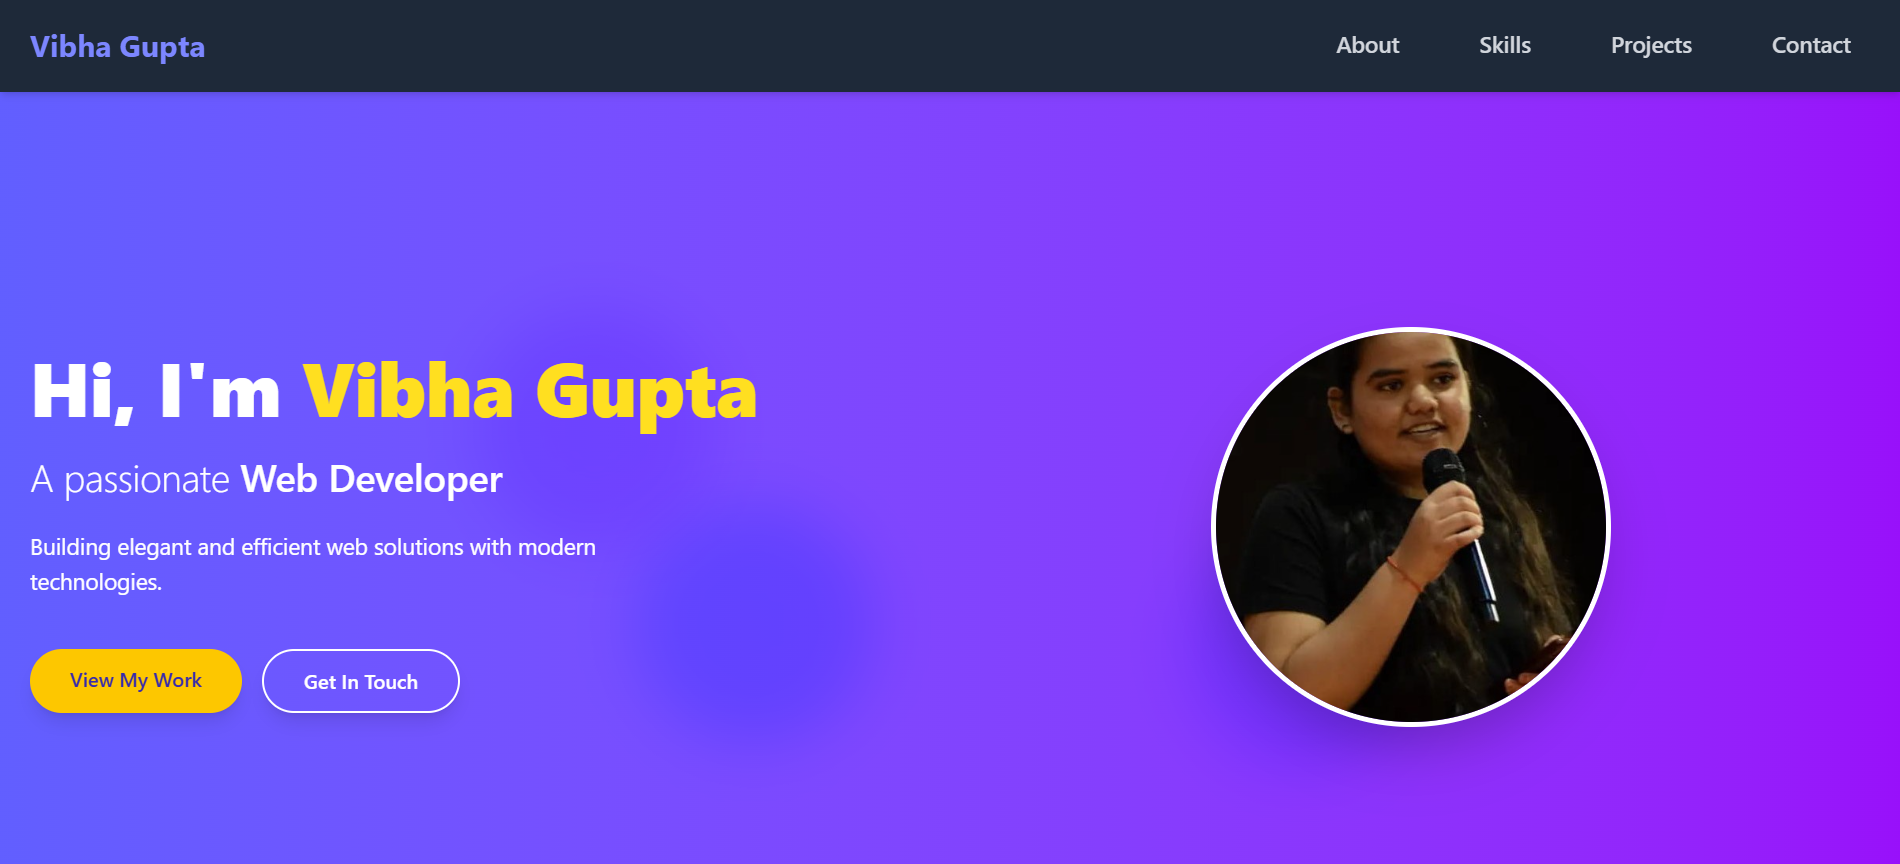 Vibha Gupta
About Skills Projects Contact
Hi, I'm Vibha Gupta
A passionate Web Developer
Building elegant and efficient web solutions with modern
technologies.
View My Work
Get In Touch